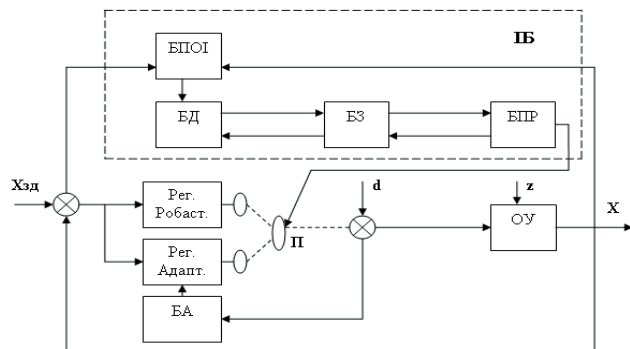 БПОІ
ІБ
БД
БЗ
БПР
Хзд
Рег.
Робаст.
d
z
X
П
ОУ
Рег.
Адапт.
БА